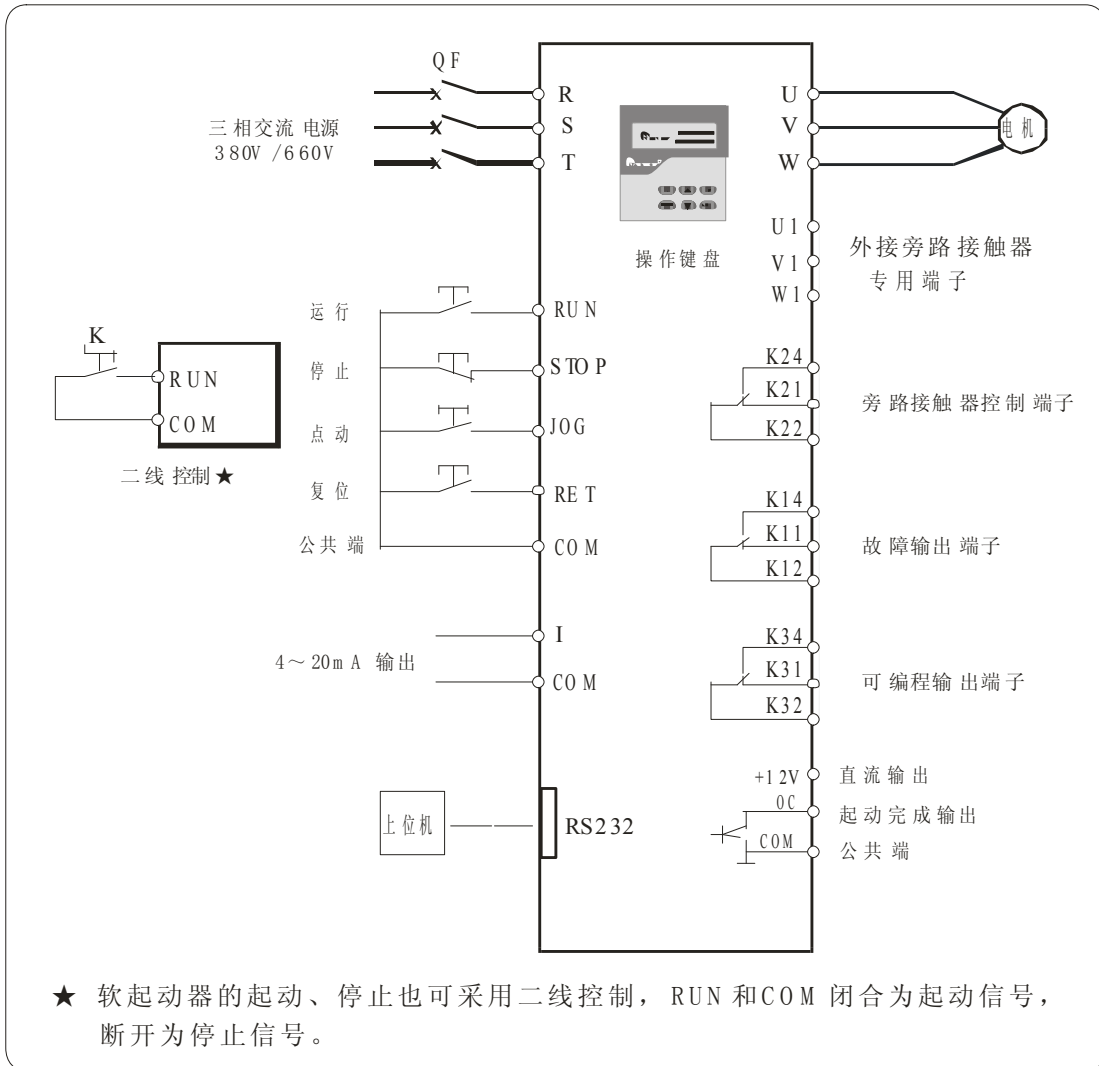 QF
R
S
T
三相交流电源
380V/660V
U
V
W
电机
操作键盘
U1
V1
W1
外接旁路接触器
专用端子
运行
RUN
停止
STOP
点动
JOG
复位
RET
公共端
COM
K
RUN
COM
二线控制★
K24
K21
K22
旁路接触器控制端子
K14
K11
K12
故障输出端子
I
4～20mA 输出
COM
K34
K31
K32
可编程输出端子
+12V
直流输出
OC
起动完成输出
COM
公共端
上位机
RS232
★ 软起动器的起动、停止也可采用二线控制，RUN和COM闭合为起动信号，
断开为停止信号。